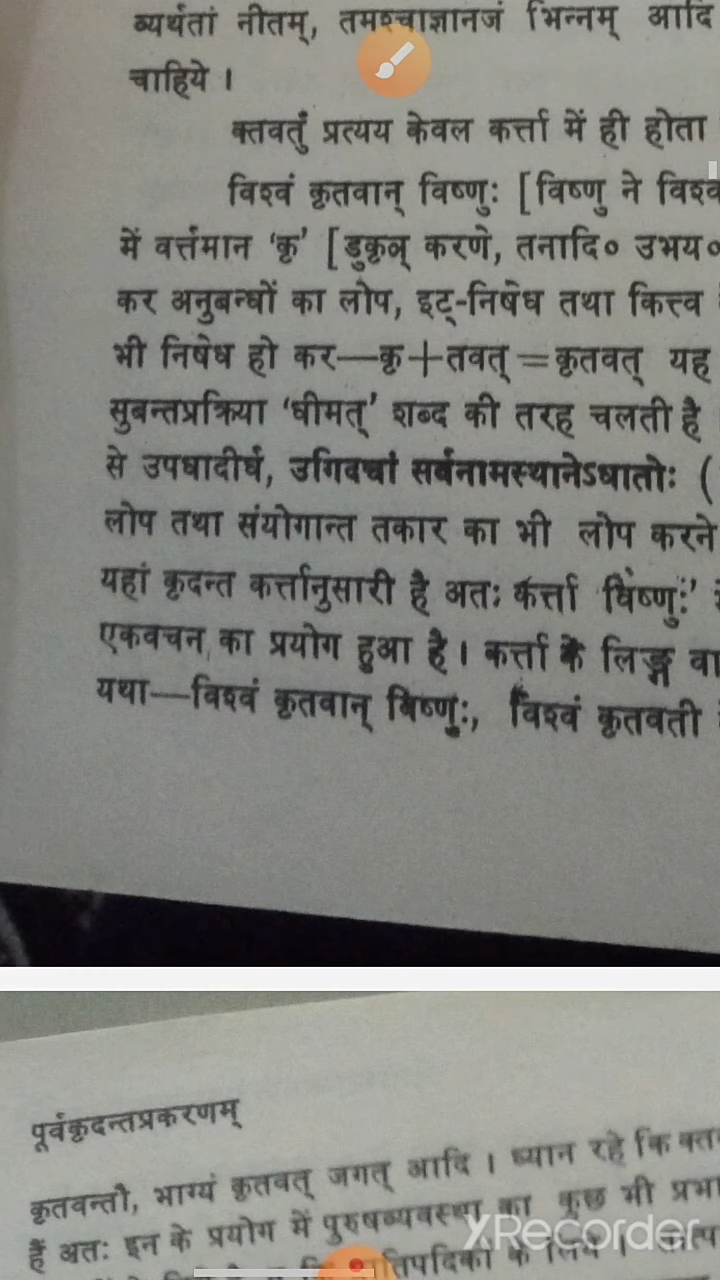 व्यर्थतां नीतम्, तमश्चाज्ञानजं भिन्नम् आदि
चाहिये ।
क्तवतुँ प्रत्यय केवल कर्त्ता में ही होता
विश्वं कृतवान् विष्णुः [विष्णु ने विश्व
में वर्त्तमान ‘कृ’ [डुकृञ् करणे, तनादि० उभय०
कर अनुबन्धों का लोप, इट्-निषेध तथा कित्त्व
भी निषेध हो कर—कृ+तवत्=कृतवत् यह
सुबन्तप्रक्रिया ‘धीमत्’ शब्द की तरह चलती है
से उपधादीर्घ, उगिदचां सर्वनामस्थानेऽधातोः (
लोप तथा संयोगान्त तकार का भी लोप करने
यहां कृदन्त कर्त्तानुसारी है अतः कर्त्ता ‘विष्णुः’
एकवचन का प्रयोग हुआ है । कर्त्ता के लिङ्ग वा
यथा—विश्वं कृतवान् विष्णुः, विश्वं कृतवती
पूर्वकृदन्तप्रकरणम्
कृतवन्तौ, भाग्यं कृतवत् जगत् आदि । ध्यान रहे कि क्त
हैं अतः इन के प्रयोग में पुरुषव्यवस्था का कुछ भी प्रभा
के लिये ।
XRecorder